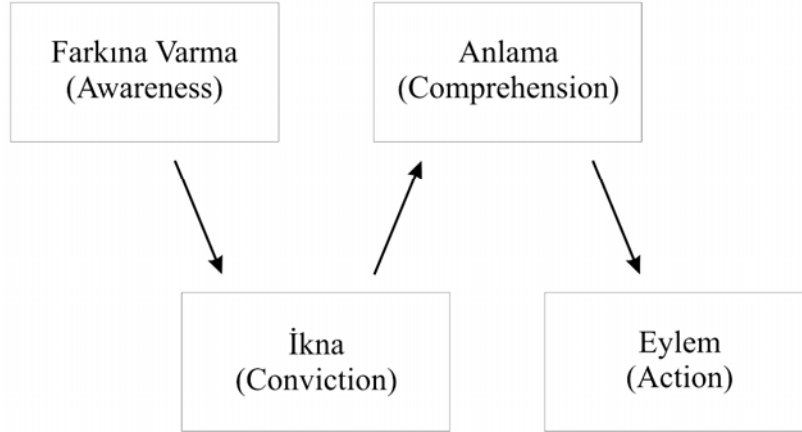 Farkına Varma
(Awareness)
Anlama
(Comprehension)
İkna
(Conviction)
Eylem
(Action)